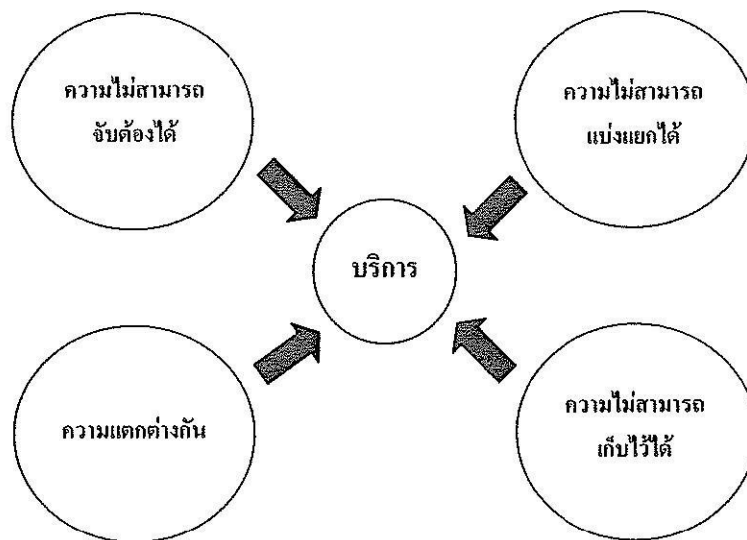 ความไม่สามารถ
จับต้องได้
ความไม่สามารถ
แบ่งแยกได้
บริการ
ความแตกต่างกัน
ความไม่สามารถ
เก็บไว้ได้